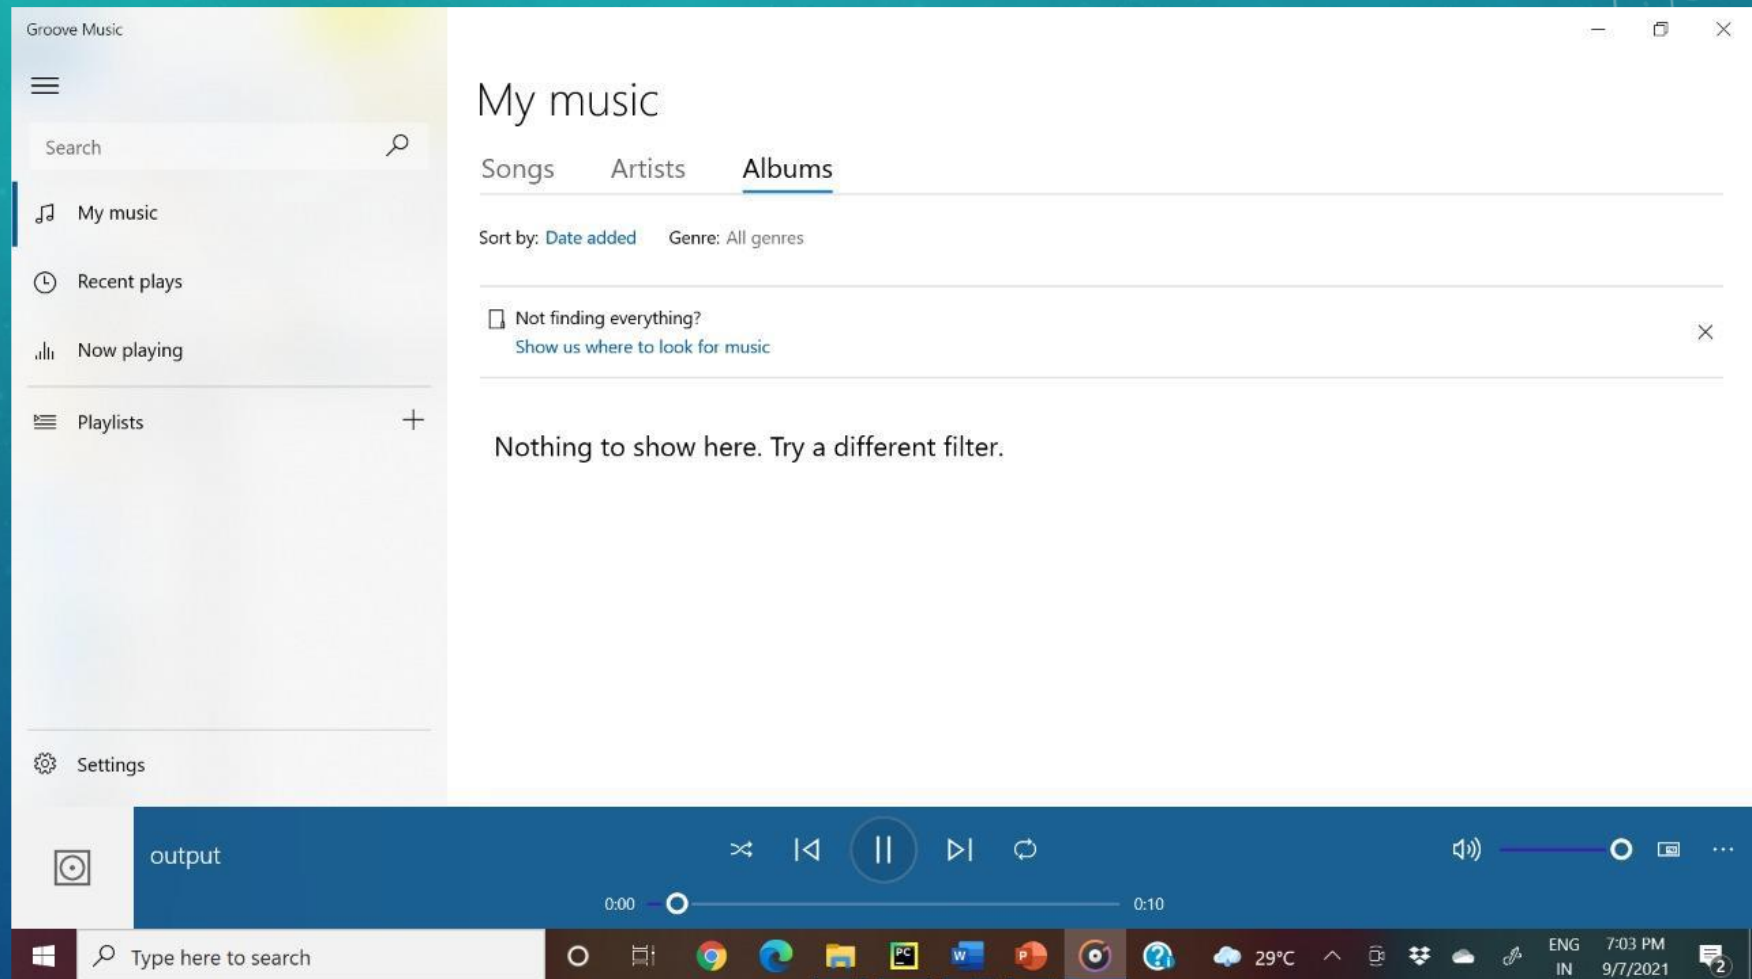 Groove Music
Search
My music
Recent plays
Now playing
Playlists
Settings
My music
Songs Artists Albums
Sort by: Date added Genre: All genres
Not finding everything?
Show us where to look for music
Nothing to show here. Try a different filter.
output
0:00 0:10
Type here to search
PC
W
P
29°C
ENG
IN
7:03 PM
9/7/2021
2